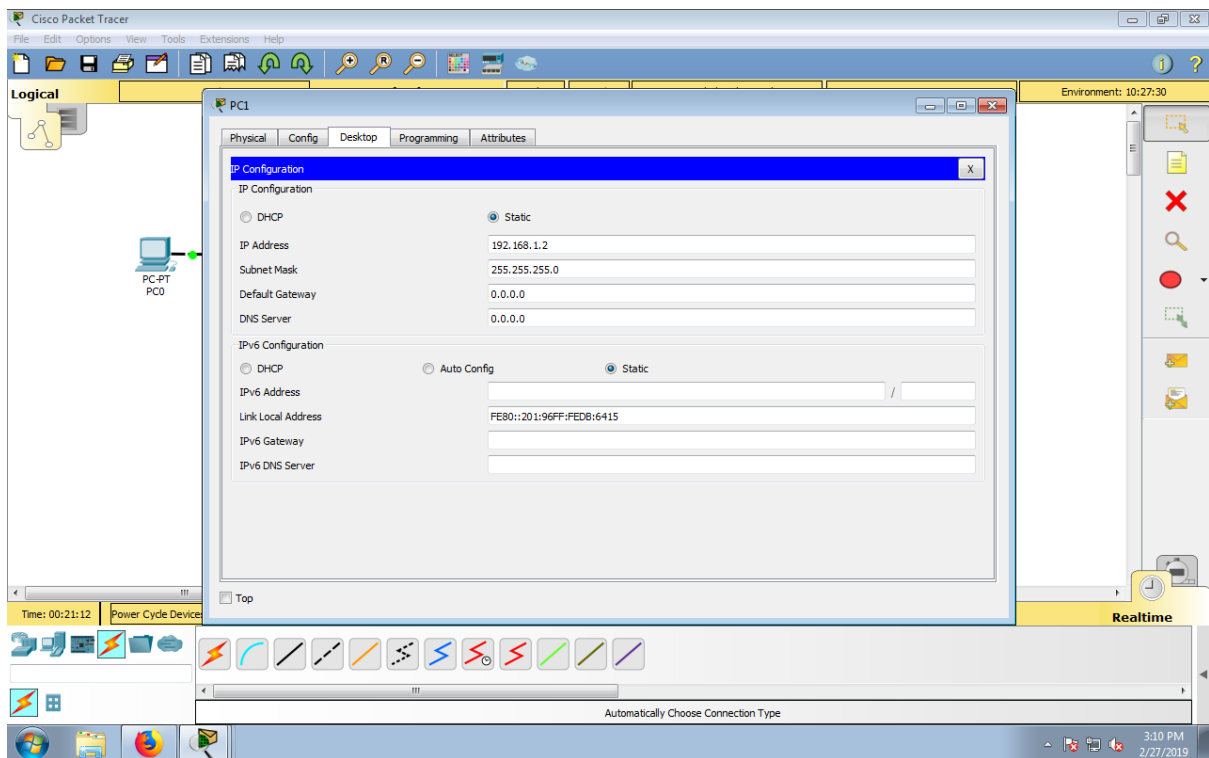 Cisco Packet Tracer
File Edit Options View Tools Extensions Help
Logical
Environment: 10:27:30
PC1
Physical Config Desktop Programming Attributes
IP Configuration X
IP Configuration
DHCP Static
IP Address 192.168.1.2
Subnet Mask 255.255.255.0
Default Gateway 0.0.0.0
DNS Server 0.0.0.0
IPv6 Configuration
DHCP Auto Config Static
IPv6 Address /
Link Local Address FE80::201:96FF:FEDB:6415
IPv6 Gateway
IPv6 DNS Server
PC-PT
PC0
Top
Time: 00:21:12 Power Cycle Device
Realtime
Automatically Choose Connection Type
3:10 PM
2/27/2019